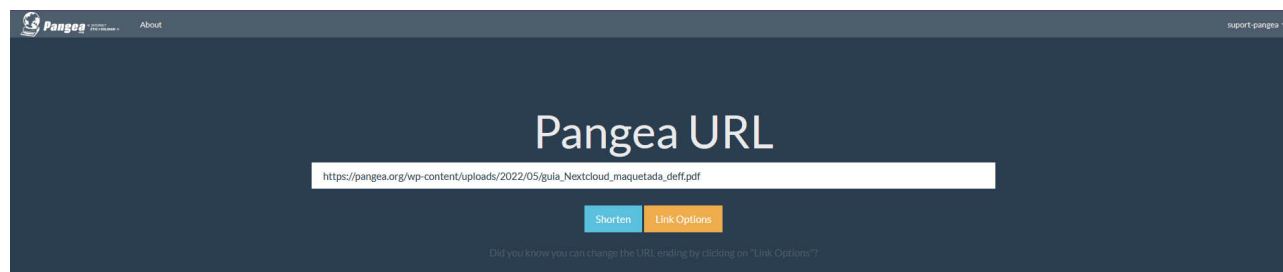 Pangea About suport-pangea
Pangea URL
https://pangea.org/wp-content/uploads/2022/05/guia_Nextcloud_maquetada_deff.pdf
Shorten Link Options
Did you know you can change the URL ending by clicking on "Link Options"?